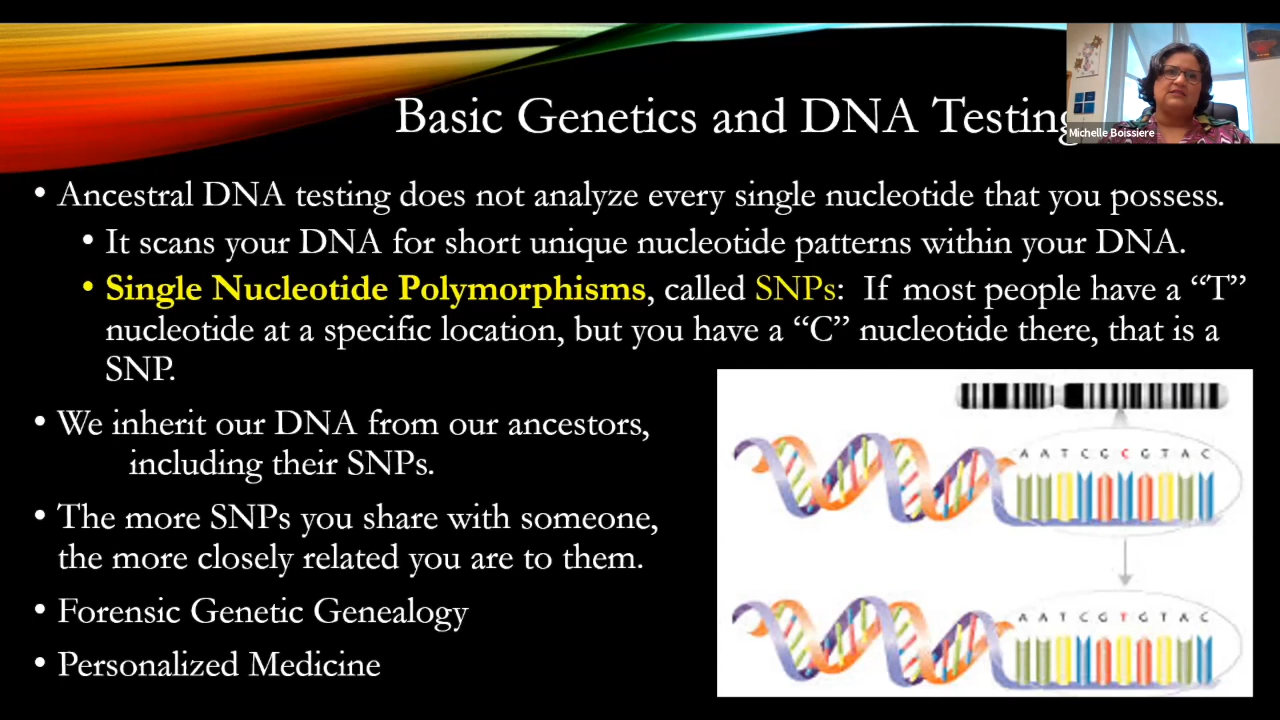 Basic Genetics and DNA Testing
Michelle Boissiere
• Ancestral DNA testing does not analyze every single nucleotide that you possess.
• It scans your DNA for short unique nucleotide patterns within your DNA.
• Single Nucleotide Polymorphisms, called SNPs: If most people have a “T”
nucleotide at a specific location, but you have a “C” nucleotide there, that is a
SNP.
• We inherit our DNA from our ancestors,
including their SNPs.
• The more SNPs you share with someone,
the more closely related you are to them.
• Forensic Genetic Genealogy
• Personalized Medicine
A A T C G C G T A C
A A T C G T G T A C